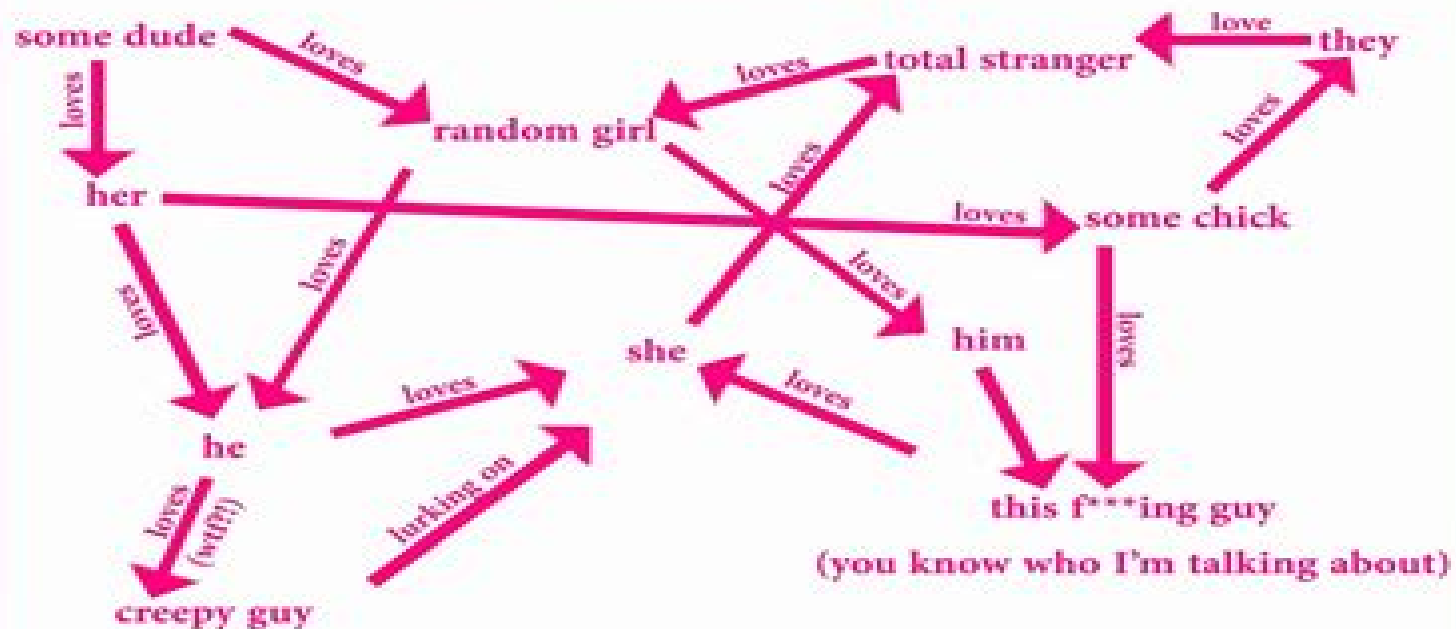 some dude
loves
loves
total stranger
love
they
loves
random girl
loves
loves
her
loves
some chick
loves
loves
loves
loves
she
him
loves
loves
he
loves
(wtf?!)
lurking on
this f***ing guy
(you know who I'm talking about)
creepy guy